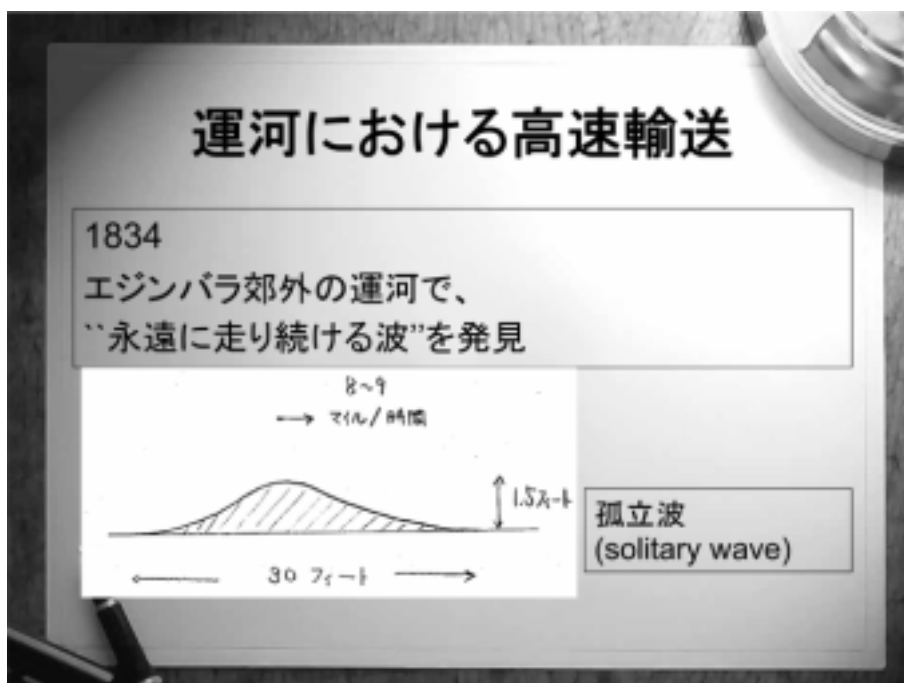 運河における高速輸送
1834
エジンバラ郊外の運河で、
``永遠に走り続ける波”を発見
8~9
→ マイル/時間
1.5フィート
30 フィート
孤立波
(solitary wave)